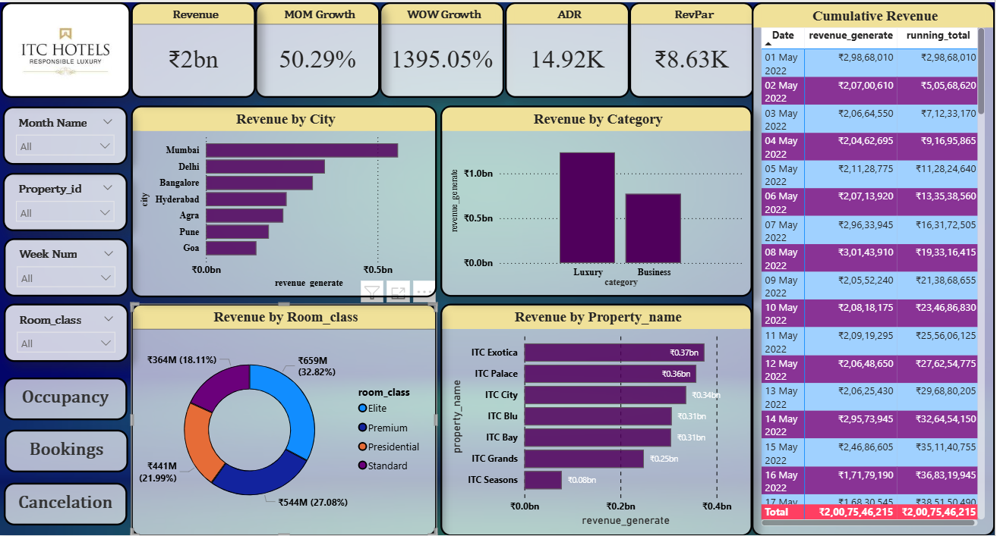 ITC HOTELS
RESPONSIBLE LUXURY
Revenue
₹2bn
MOM Growth
50.29%
WOW Growth
1395.05%
ADR
14.92K
RevPar
₹8.63K
Month Name
All
Property_id
All
Week Num
All
Room_class
All
Occupancy
Bookings
Cancelation
Revenue by City
city
Mumbai
Delhi
Bangalore
Hyderabad
Agra
Pune
Goa
₹0.0bn ₹0.5bn
revenue_generate
Revenue by Category
revenue_generate
₹1.0bn
₹0.5bn
₹0.0bn
Luxury Business
category
Revenue by Room_class
₹364M (18.11%)
₹659M
(32.82%)
₹441M
(21.99%)
₹544M (27.08%)
room_class
Elite
Premium
Presidential
Standard
Revenue by Property_name
property_name
ITC Exotica ₹0.37bn
ITC Palace ₹0.36bn
ITC City ₹0.34bn
ITC Blu ₹0.31bn
ITC Bay ₹0.31bn
ITC Grands ₹0.25bn
ITC Seasons ₹0.08bn
₹0.0bn ₹0.2bn ₹0.4bn
revenue_generate
Cumulative Revenue
Date revenue_generate running_total
01 May ₹2,98,68,010 ₹2,98,68,010
2022
02 May ₹2,07,00,610 ₹5,05,68,620
2022
03 May ₹2,06,64,550 ₹7,12,33,170
2022
04 May ₹2,04,62,695 ₹9,16,95,865
2022
05 May ₹2,11,28,775 ₹11,28,24,640
2022
06 May ₹2,07,13,920 ₹13,35,38,560
2022
07 May ₹2,96,33,945 ₹16,31,72,505
2022
08 May ₹3,01,43,910 ₹19,33,16,415
2022
09 May ₹2,05,52,240 ₹21,38,68,655
2022
10 May ₹2,08,18,175 ₹23,46,86,830
2022
11 May ₹2,09,19,295 ₹25,56,06,125
2022
12 May ₹2,06,48,650 ₹27,62,54,775
2022
13 May ₹2,06,25,430 ₹29,68,80,205
2022
14 May ₹2,95,73,945 ₹32,64,54,150
2022
15 May ₹2,46,86,605 ₹35,11,40,755
2022
16 May ₹1,71,79,190 ₹36,83,19,945
2022
17 May ₹1,68,30,545 ₹38,51,50,490
Total ₹2,00,75,46,215 ₹2,00,75,46,215